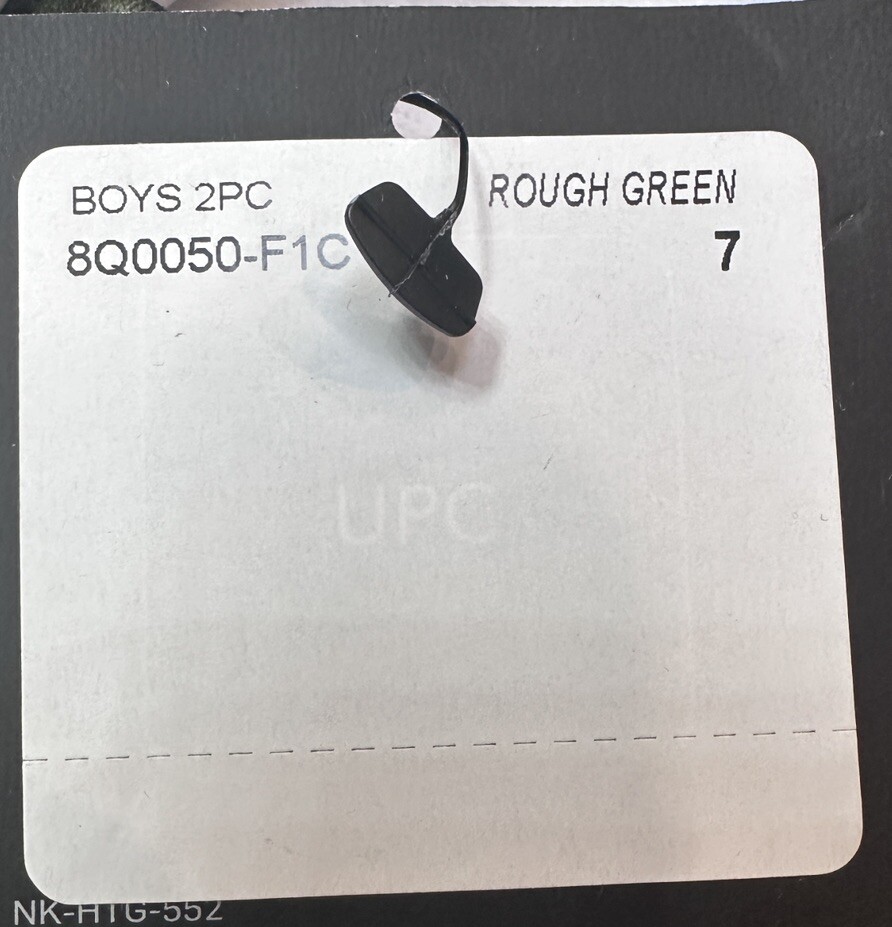 BOYS 2PC
ROUGH GREEN
8Q0050-F1C
7
UPC
NK-HTG-552